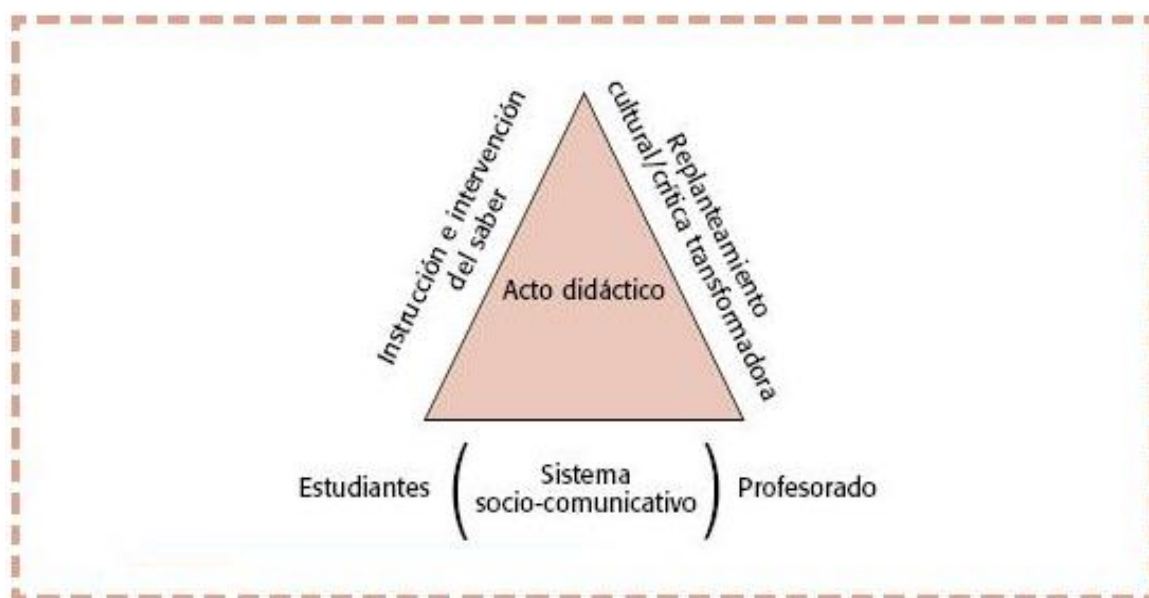 Instrucción e intervención
del saber
Replanteamiento
cultural/crítica transformadora
Acto didáctico
Estudiantes
Sistema
socio-comunicativo
Profesorado